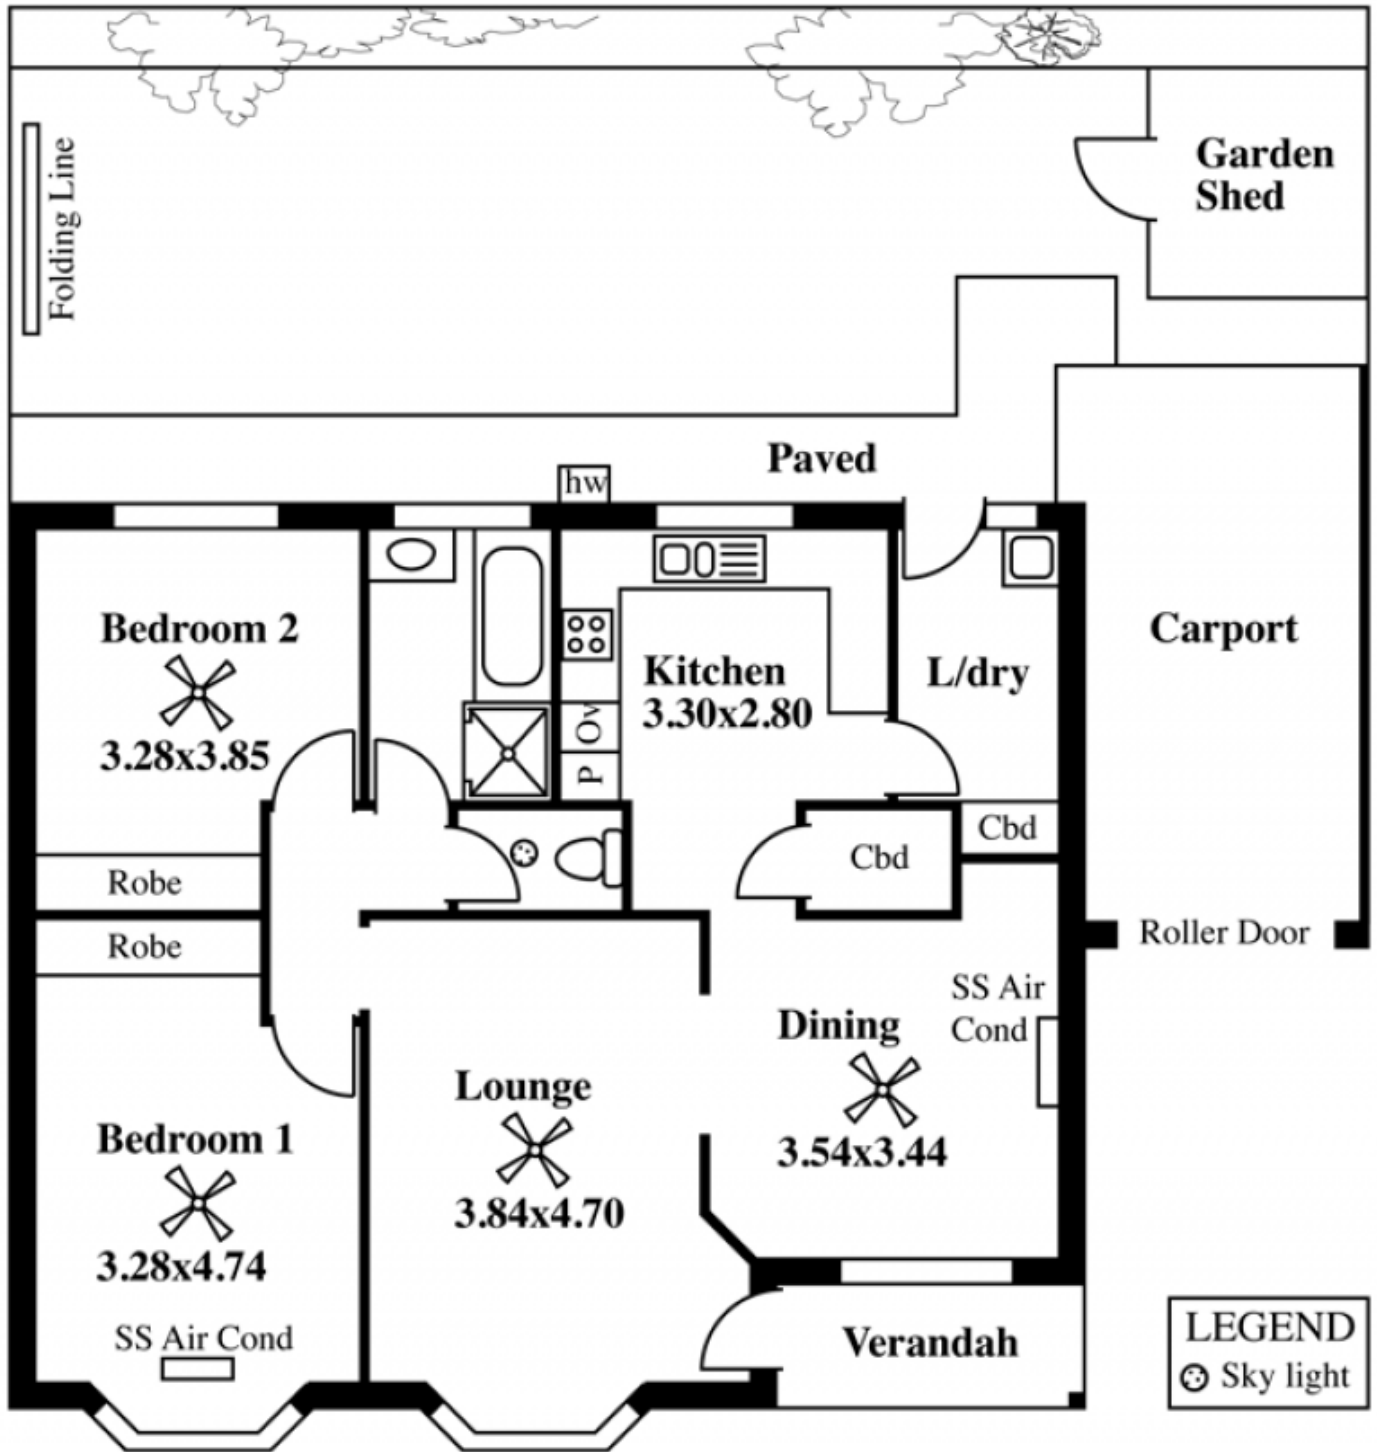 Folding Line
Garden
Shed
Paved
hw
Bedroom 2
3.28x3.85
Kitchen
3.30x2.80
Ov
P
L/dry
Carport
Robe
Robe
Cbd
Cbd
Roller Door
SS Air
Cond
Dining
3.54x3.44
Lounge
3.84x4.70
Bedroom 1
3.28x4.74
SS Air Cond
Verandah
LEGEND
Sky light